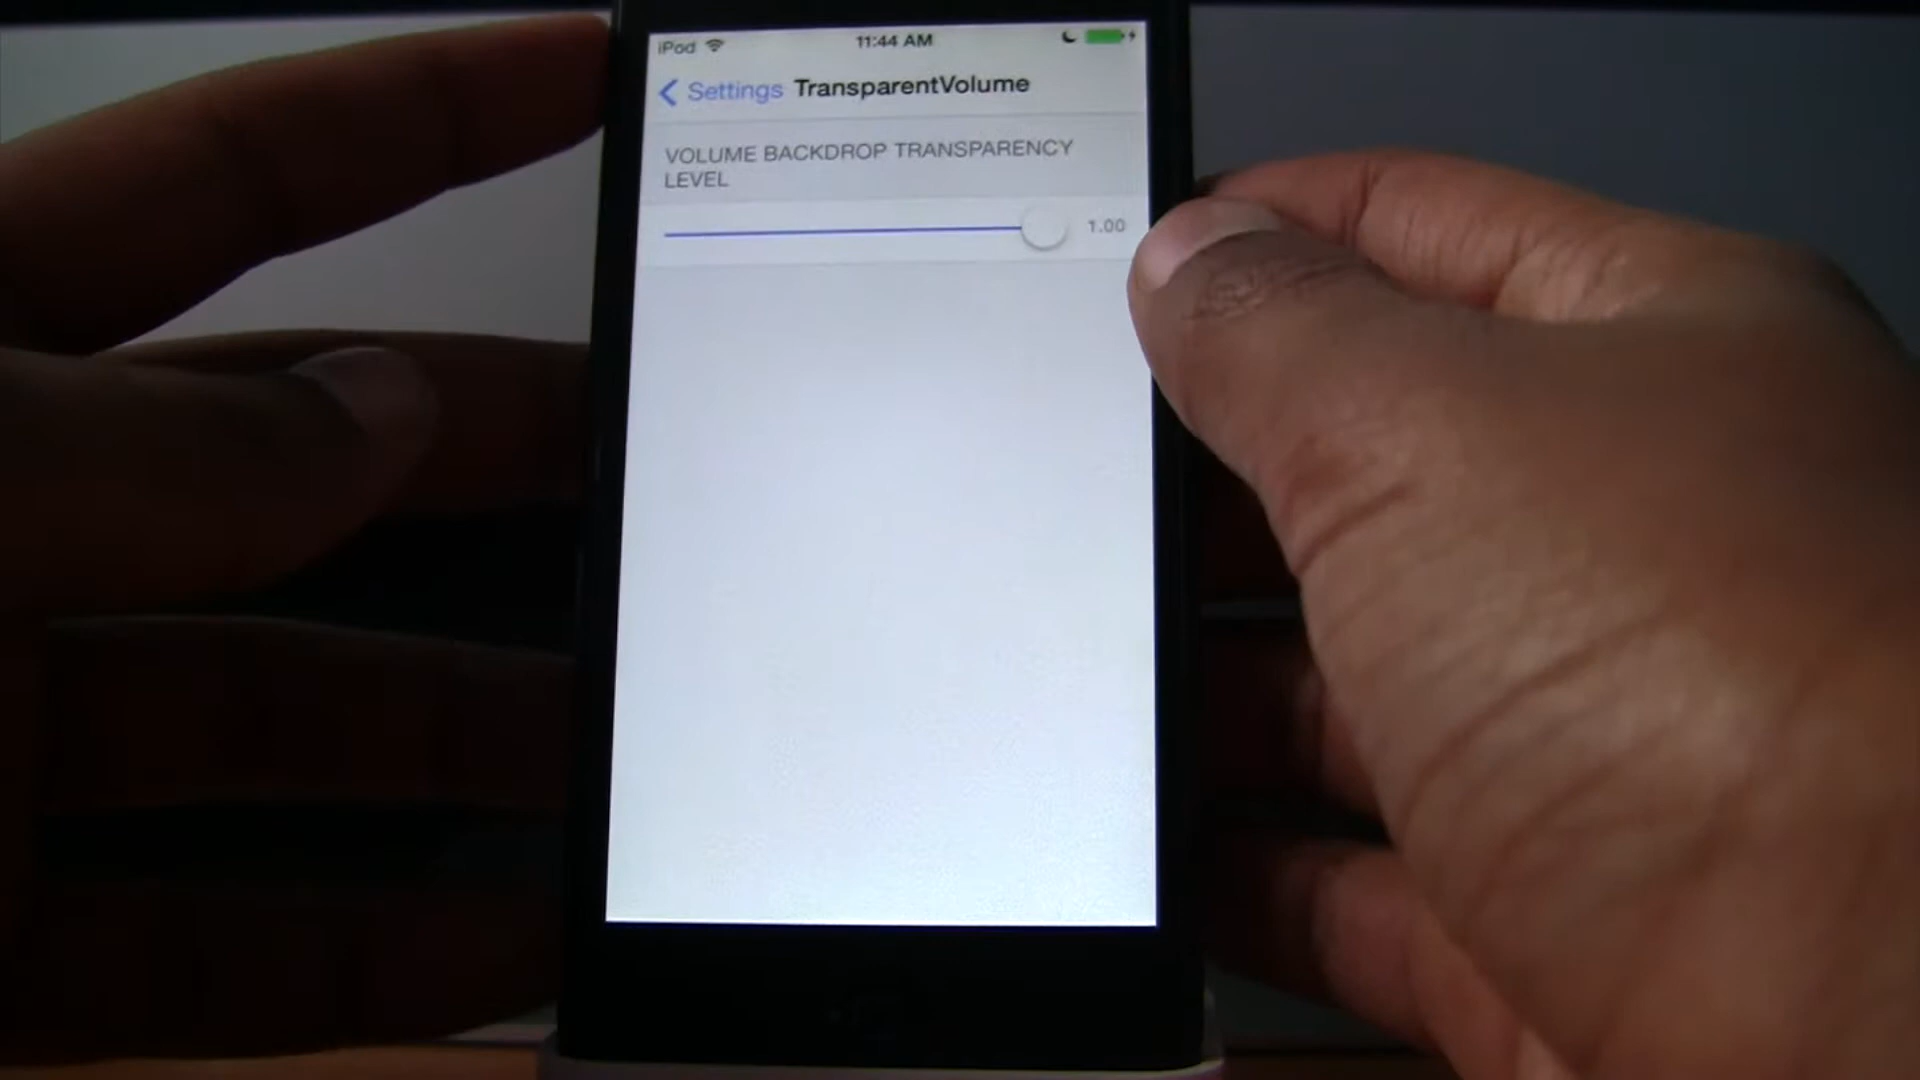 iPod 11:44 AM
Settings TransparentVolume
VOLUME BACKDROP TRANSPARENCY
LEVEL
1.00